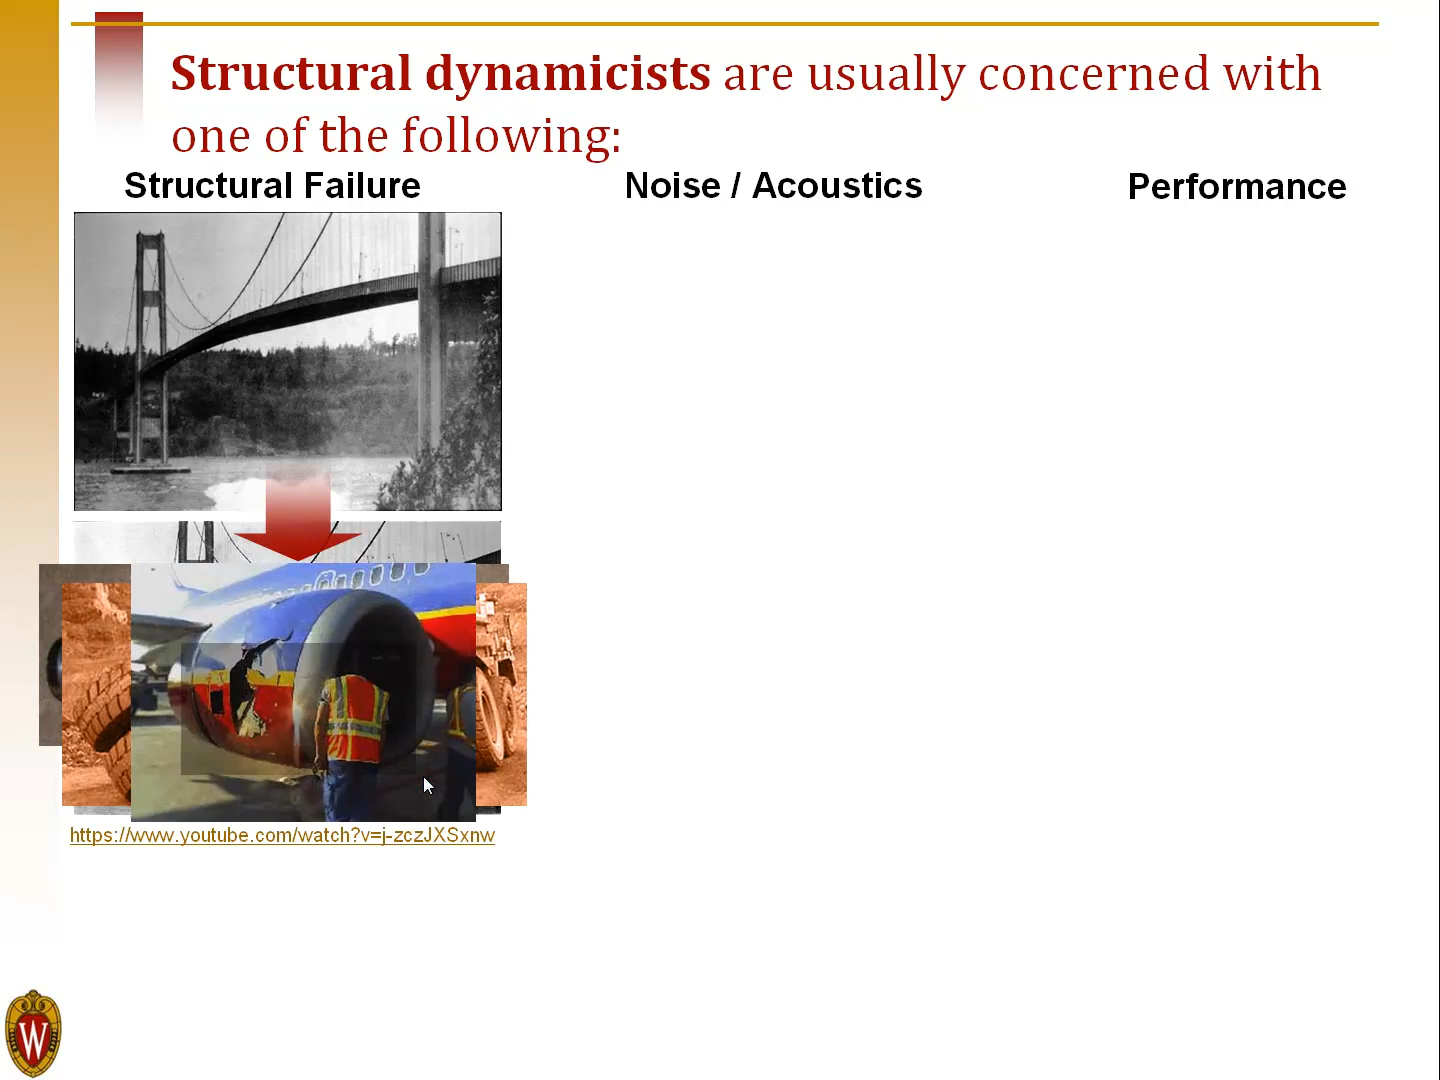 Structural dynamicists are usually concerned with
one of the following:
Structural Failure
Noise / Acoustics
Performance
https://www.youtube.com/watch?v=j-zczJXSxnw
W